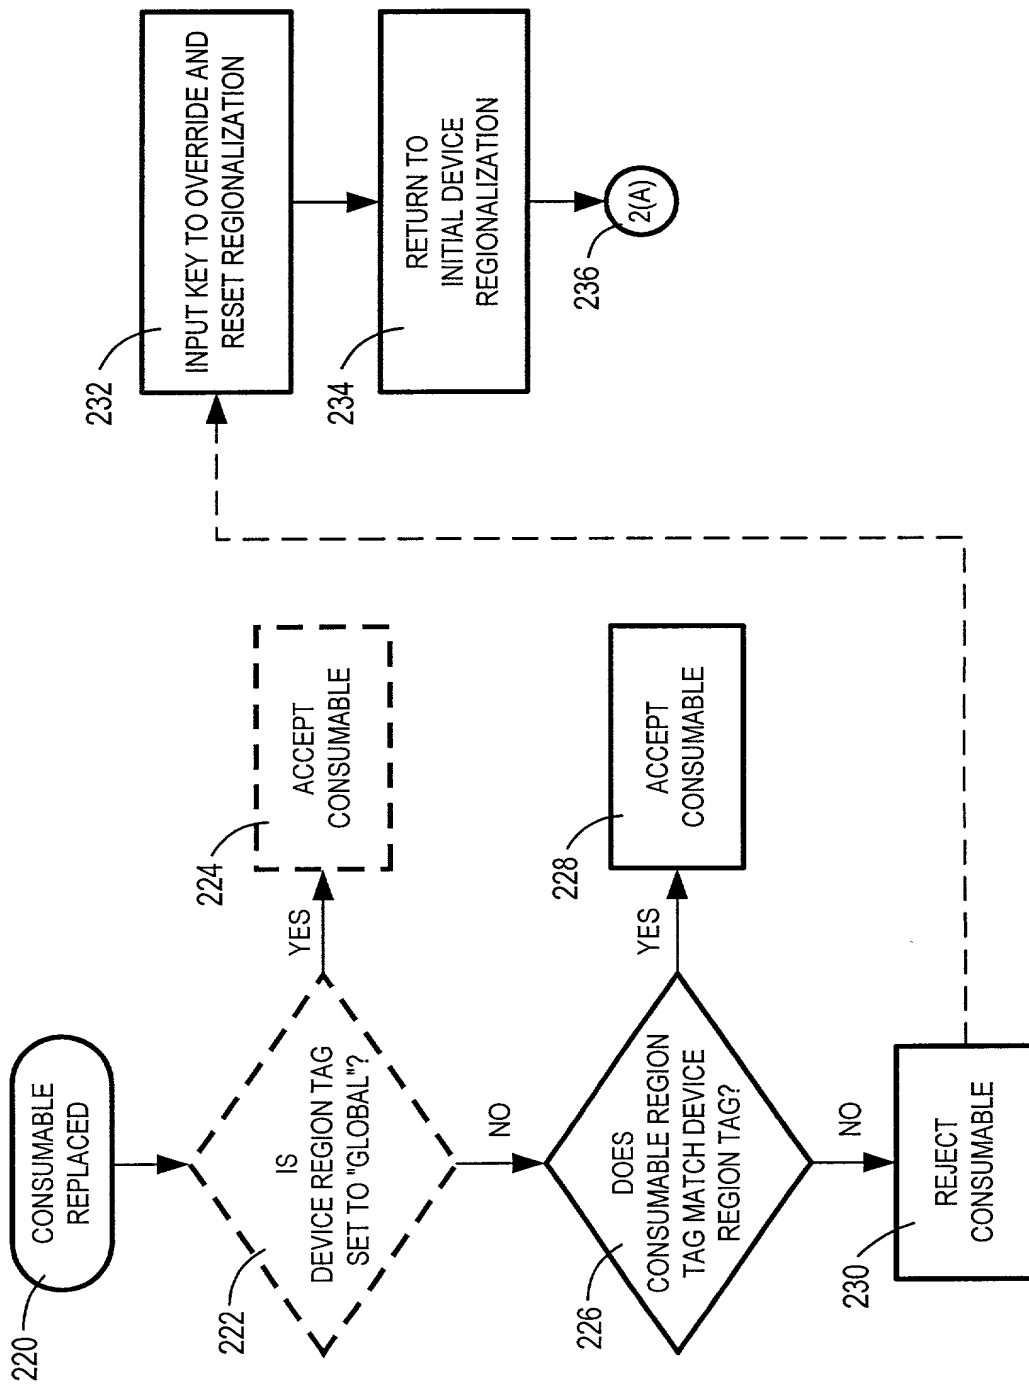 220
CONSUMABLE
REPLACED
222
IS
DEVICE REGION TAG
SET TO "GLOBAL"?
YES
224
ACCEPT
CONSUMABLE
NO
226
DOES
CONSUMABLE REGION
TAG MATCH DEVICE
REGION TAG?
YES
228
ACCEPT
CONSUMABLE
NO
230
REJECT
CONSUMABLE
232
INPUT KEY TO OVERRIDE AND
RESET REGIONALIZATION
234
RETURN TO
INITIAL DEVICE
REGIONALIZATION
236
2(A)